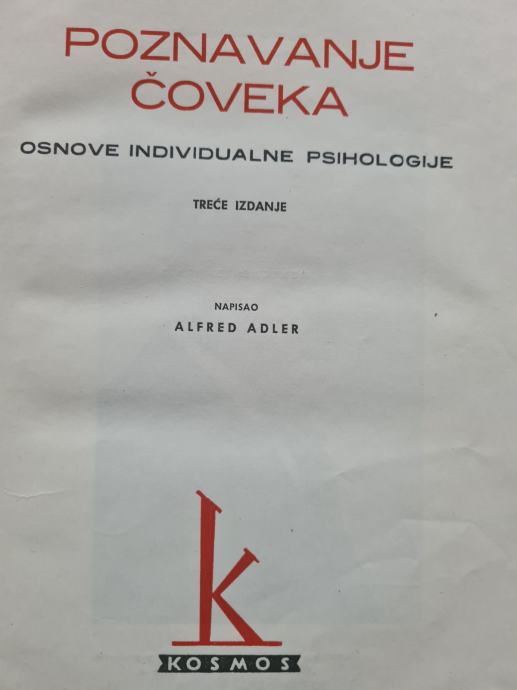 POZNAVANJE
ČOVEKA
OSNOVE INDIVIDUALNE PSIHOLOGIJE
TREĆE IZDANJE
NAPISAO
ALFRED ADLER
k
KOSMOS